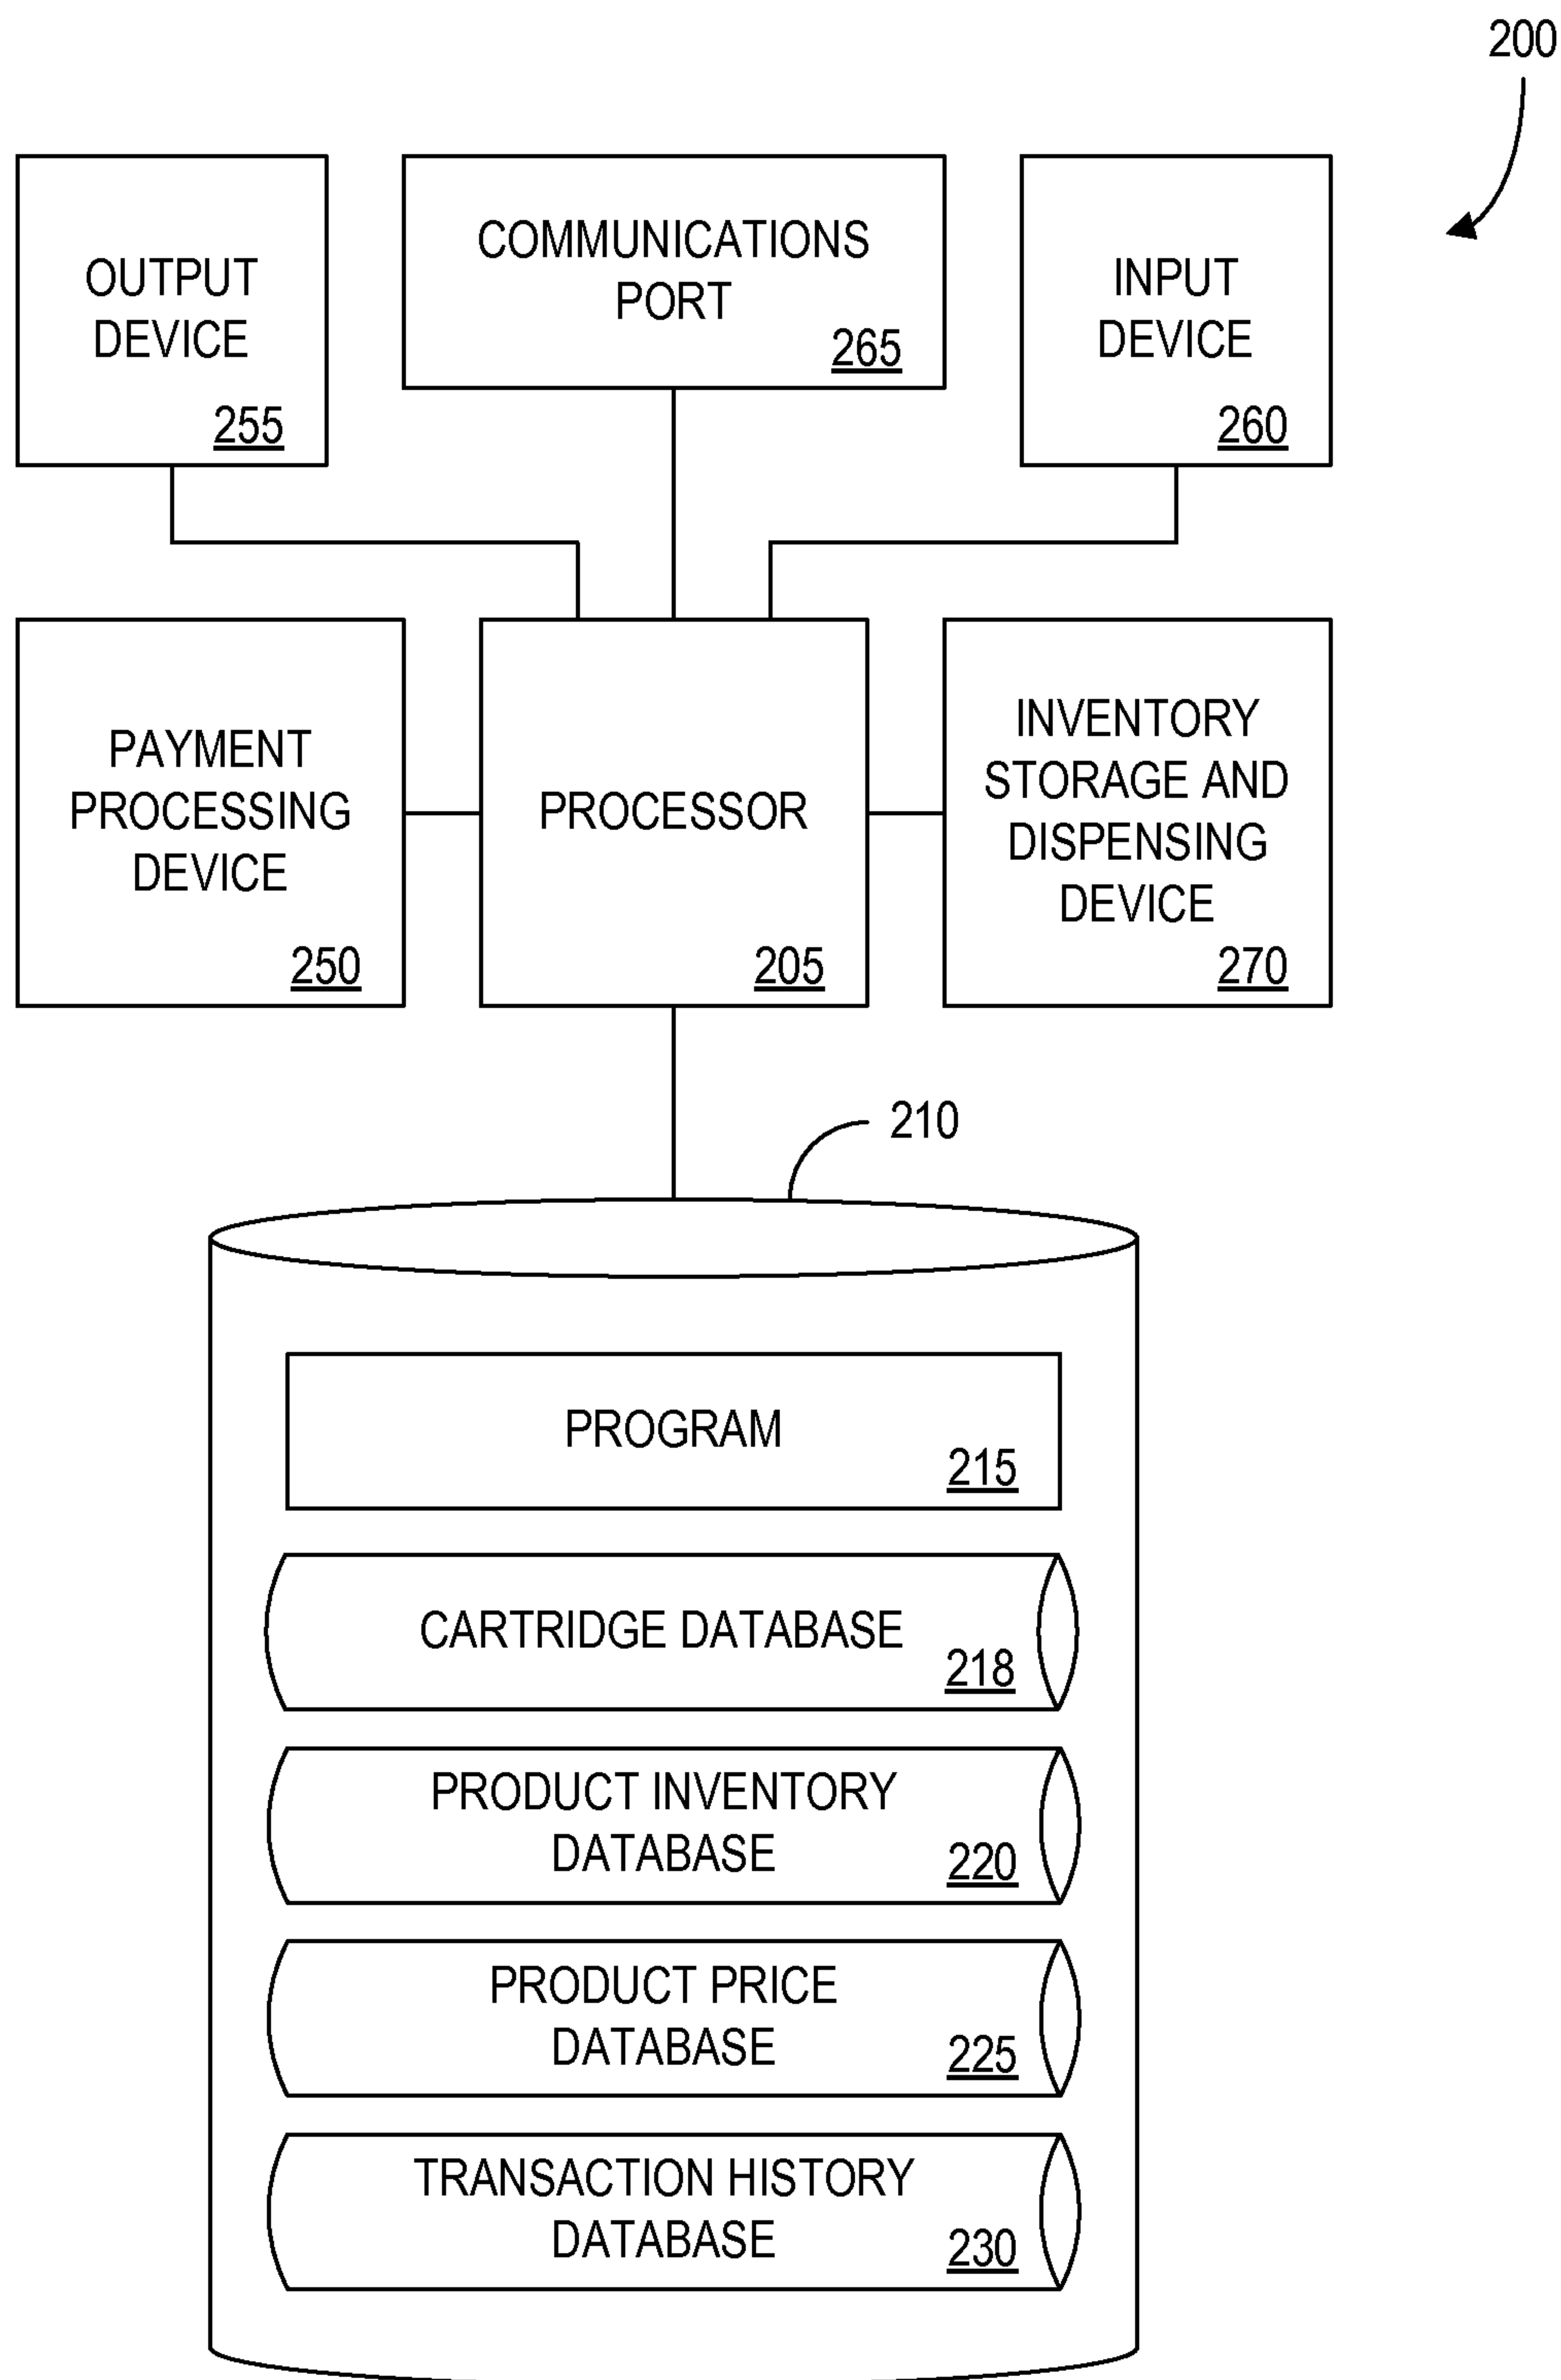 200
OUTPUT
DEVICE
255
COMMUNICATIONS
PORT
265
INPUT
DEVICE
260
PAYMENT
PROCESSING
DEVICE
250
PROCESSOR
205
INVENTORY
STORAGE AND
DISPENSING
DEVICE
270
210
PROGRAM
215
CARTRIDGE DATABASE
218
PRODUCT INVENTORY
DATABASE
220
PRODUCT PRICE
DATABASE
225
TRANSACTION HISTORY
DATABASE
230